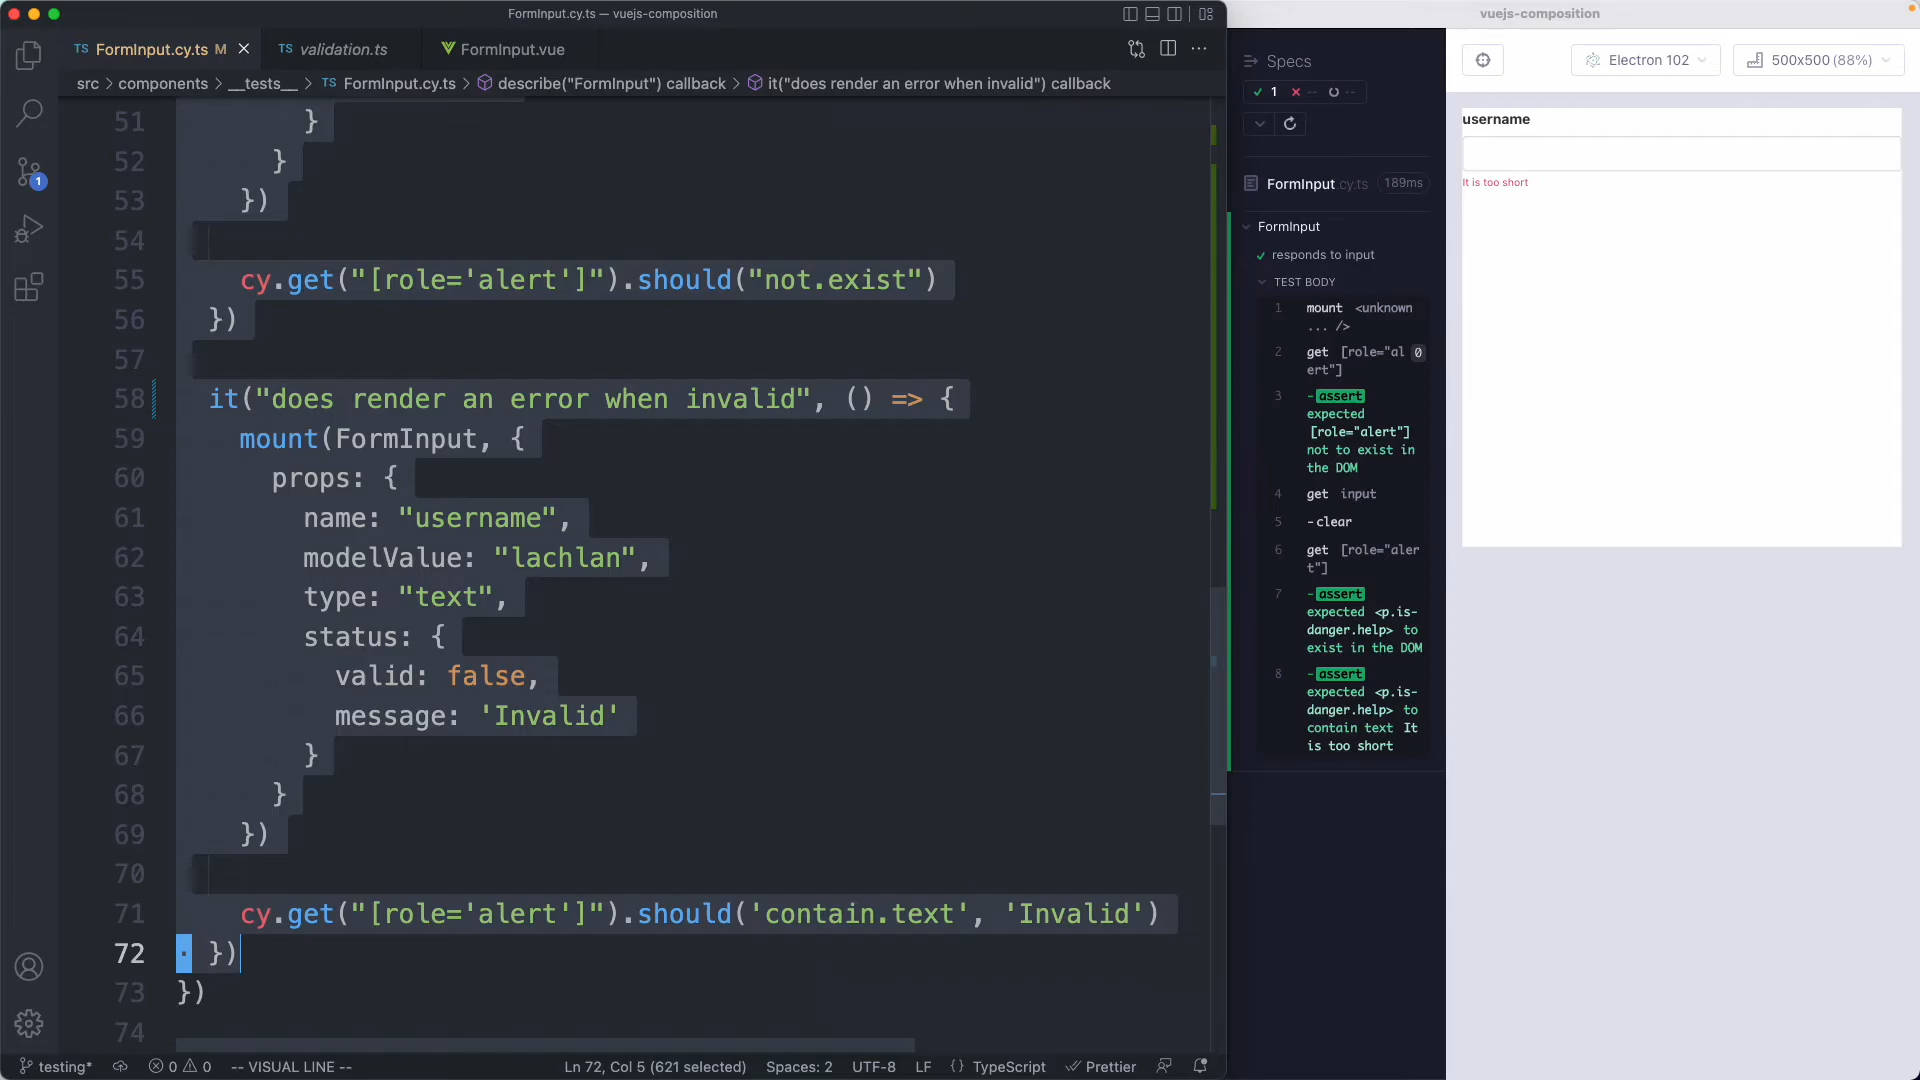 FormInput.cy.ts — vuejs-composition
TS FormInput.cy.ts M
TS validation.ts
FormInput.vue
src > components > __tests__ > TS FormInput.cy.ts > describe("FormInput") callback > it("does render an error when invalid") callback
51 }
52 }
53 })
54
55 cy.get("[role='alert']").should("not.exist")
56 })
57
58 it("does render an error when invalid", () => {
59 mount(FormInput, {
60 props: {
61 name: "username",
62 modelValue: "lachlan",
63 type: "text",
64 status: {
65 valid: false,
66 message: 'Invalid'
67 }
68 }
69 })
70
71 cy.get("[role='alert']").should('contain.text', 'Invalid')
72 })
73 })
74
1
testing*
0 0
-- VISUAL LINE --
Ln 72, Col 5 (621 selected)
Spaces: 2
UTF-8
LF
{} TypeScript
Prettier
Specs
1 -- --
FormInput.cy.ts 189ms
FormInput
responds to input
TEST BODY
1 mount <unknown
... />
2 get [role="al 0
ert"]
3 -assert
expected
[role="alert"]
not to exist in
the DOM
4 get input
5 -clear
6 get [role="aler
t"]
7 -assert
expected <p.is-
danger.help> to
exist in the DOM
8 -assert
expected <p.is-
danger.help> to
contain text It
is too short
vuejs-composition
Electron 102
500x500 (88%)
username
It is too short